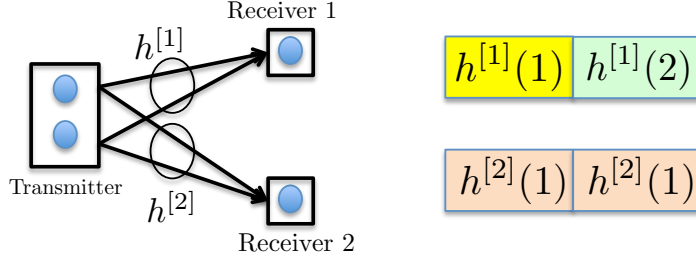 Receiver 1
h^{[1]}
h^{[1]}(1) h^{[1]}(2)
Transmitter
h^{[2]}
h^{[2]}(1) h^{[2]}(1)
Receiver 2